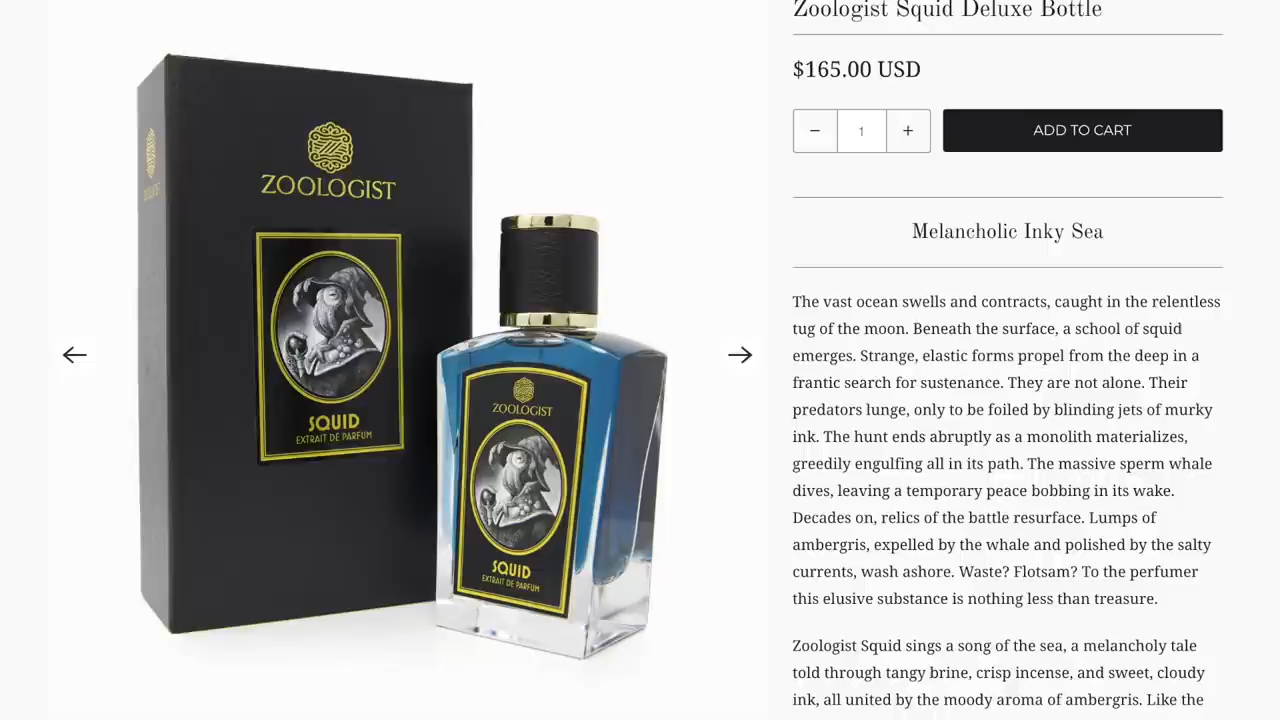 Zoologist Squid Deluxe Bottle
$165.00 USD
− 1 +
ADD TO CART
Melancholic Inky Sea
The vast ocean swells and contracts, caught in the relentless
tug of the moon. Beneath the surface, a school of squid
emerges. Strange, elastic forms propel from the deep in a
frantic search for sustenance. They are not alone. Their
predators lunge, only to be foiled by blinding jets of murky
ink. The hunt ends abruptly as a monolith materializes,
greedily engulfing all in its path. The massive sperm whale
dives, leaving a temporary peace bobbing in its wake.
Decades on, relics of the battle resurface. Lumps of
ambergris, expelled by the whale and polished by the salty
currents, wash ashore. Waste? Flotsam? To the perfumer
this elusive substance is nothing less than treasure.
Zoologist Squid sings a song of the sea, a melancholy tale
told through tangy brine, crisp incense, and sweet, cloudy
ink, all united by the moody aroma of ambergris. Like the
ZOOLOGIST
SQUID
EXTRAIT DE PARFUM
ZOOLOGIST
SQUID
EXTRAIT DE PARFUM